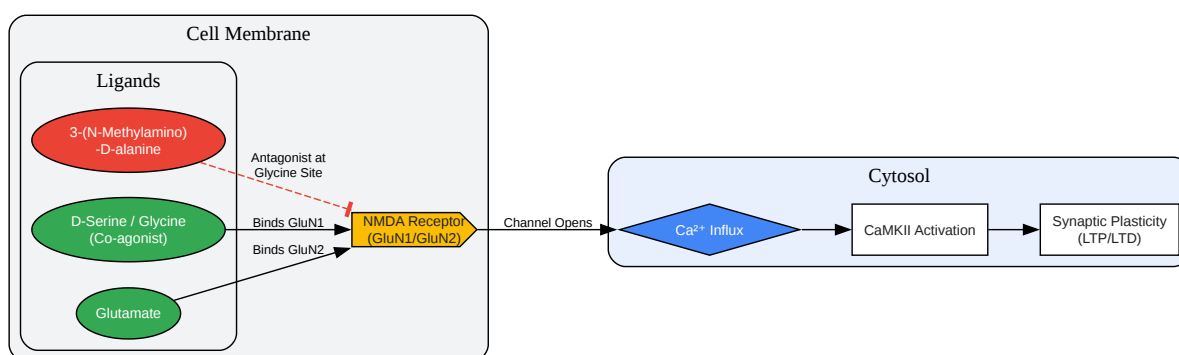 Cell Membrane
Ligands
3-(N-Methylamino)
-D-alanine
Antagonist at
Glycine Site
D-Serine / Glycine
(Co-agonist)
Binds GluN1
Binds GluN2
Glutamate
NMDA Receptor
(GluN1/GluN2)
Channel Opens
Cytosol
Ca²⁺ Influx
CaMKII Activation
Synaptic Plasticity
(LTP/LTD)